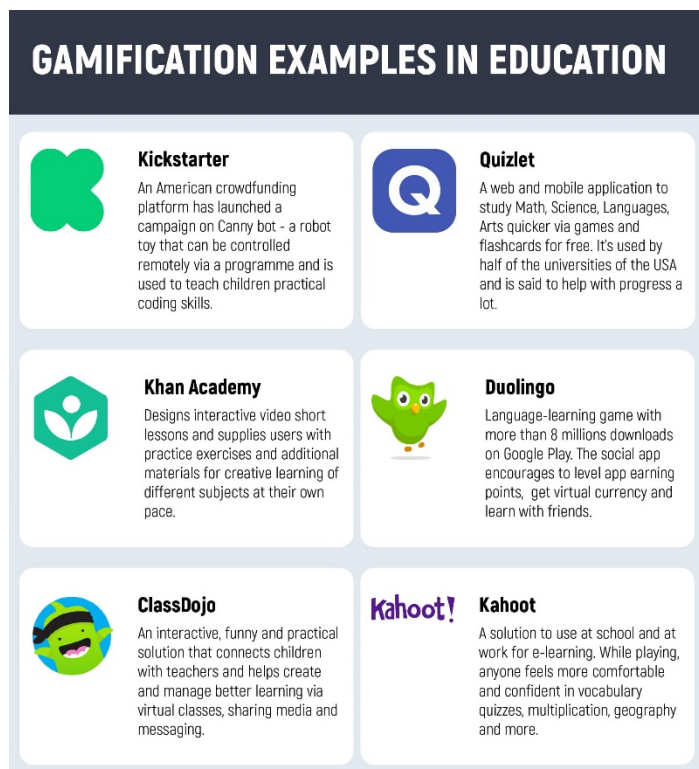 GAMIFICATION EXAMPLES IN EDUCATION
Kickstarter
An American crowdfunding
platform has launched a
campaign on Canny bot - a robot
toy that can be controlled
remotely via a programme and is
used to teach children practical
coding skills.
Q
Quizlet
A web and mobile application to
study Math, Science, Languages,
Arts quicker via games and
flashcards for free. It's used by
half of the universities of the USA
and is said to help with progress a
lot.
Khan Academy
Designs interactive video short
lessons and supplies users with
practice exercises and additional
materials for creative learning of
different subjects at their own
pace.
Duolingo
Language-learning game with
more than 8 millions downloads
on Google Play. The social app
encourages to level app earning
points, get virtual currency and
learn with friends.
ClassDojo
An interactive, funny and practical
solution that connects children
with teachers and helps create
and manage better learning via
virtual classes, sharing media and
messaging.
Kahoot!
Kahoot
A solution to use at school and at
work for e-learning. While playing,
anyone feels more comfortable
and confident in vocabulary
quizzes, multiplication, geography
and more.